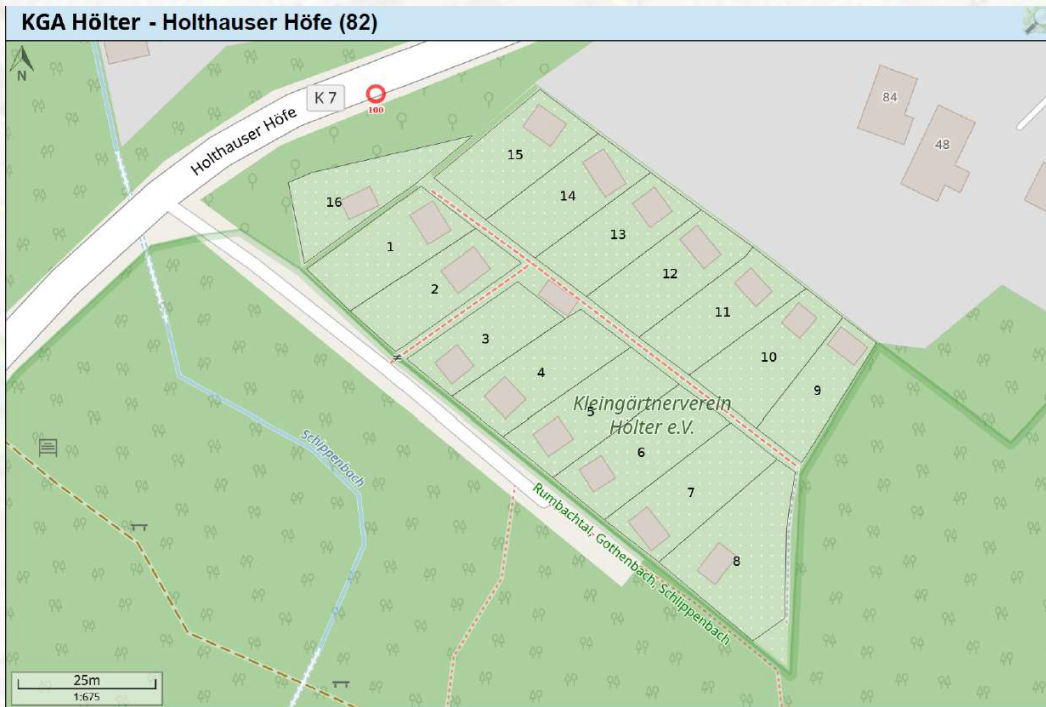 KGA Hölter - Holthauser Höfe (82)
N
K 7
100
Holthauser Höfe
84
48
15
14
16
13
1
12
2
11
3
10
4
9
Kleingärtnerverein
Hölter e.V.
5
6
Schippenbach
7
Rumbachtal, Gothenbach, Schlippenbach
8
25m
1:675